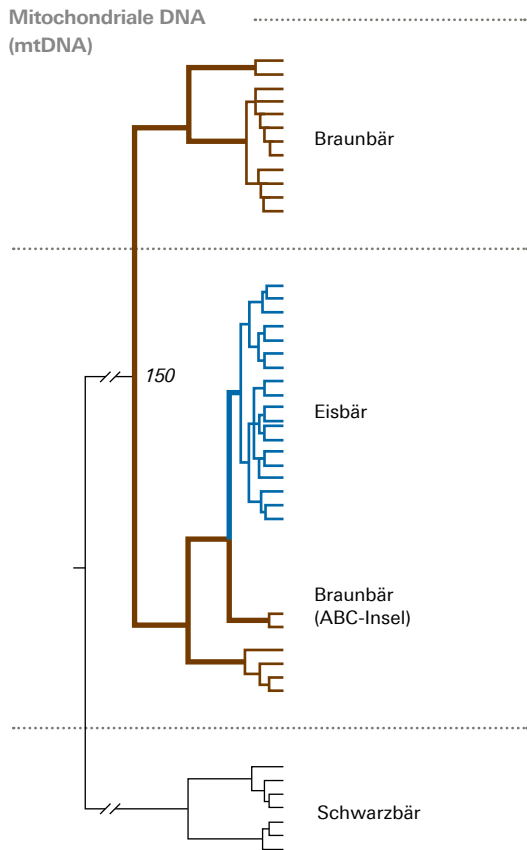 Mitochondriale DNA
(mtDNA)
Braunbär
150
Eisbär
Braunbär
(ABC-Insel)
Schwarzbär